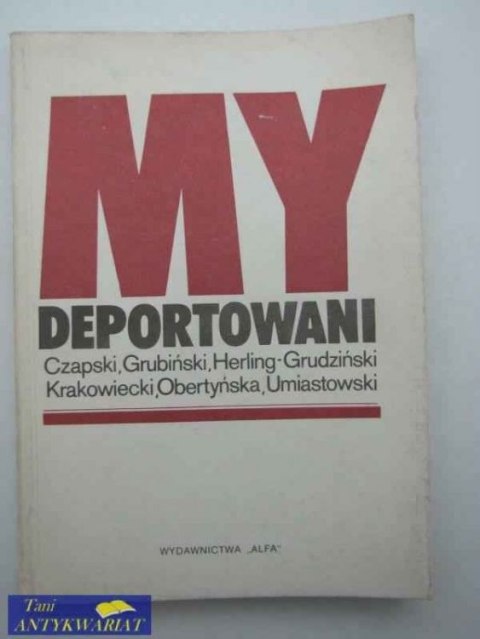 MY
DEPORTOWANI
Czapski, Grubiński, Herling-Grudziński
Krakowiecki, Obertyńska, Umiastowski
WYDAWNICTWA „ALFA"
Tani
ANTYKWARIAT